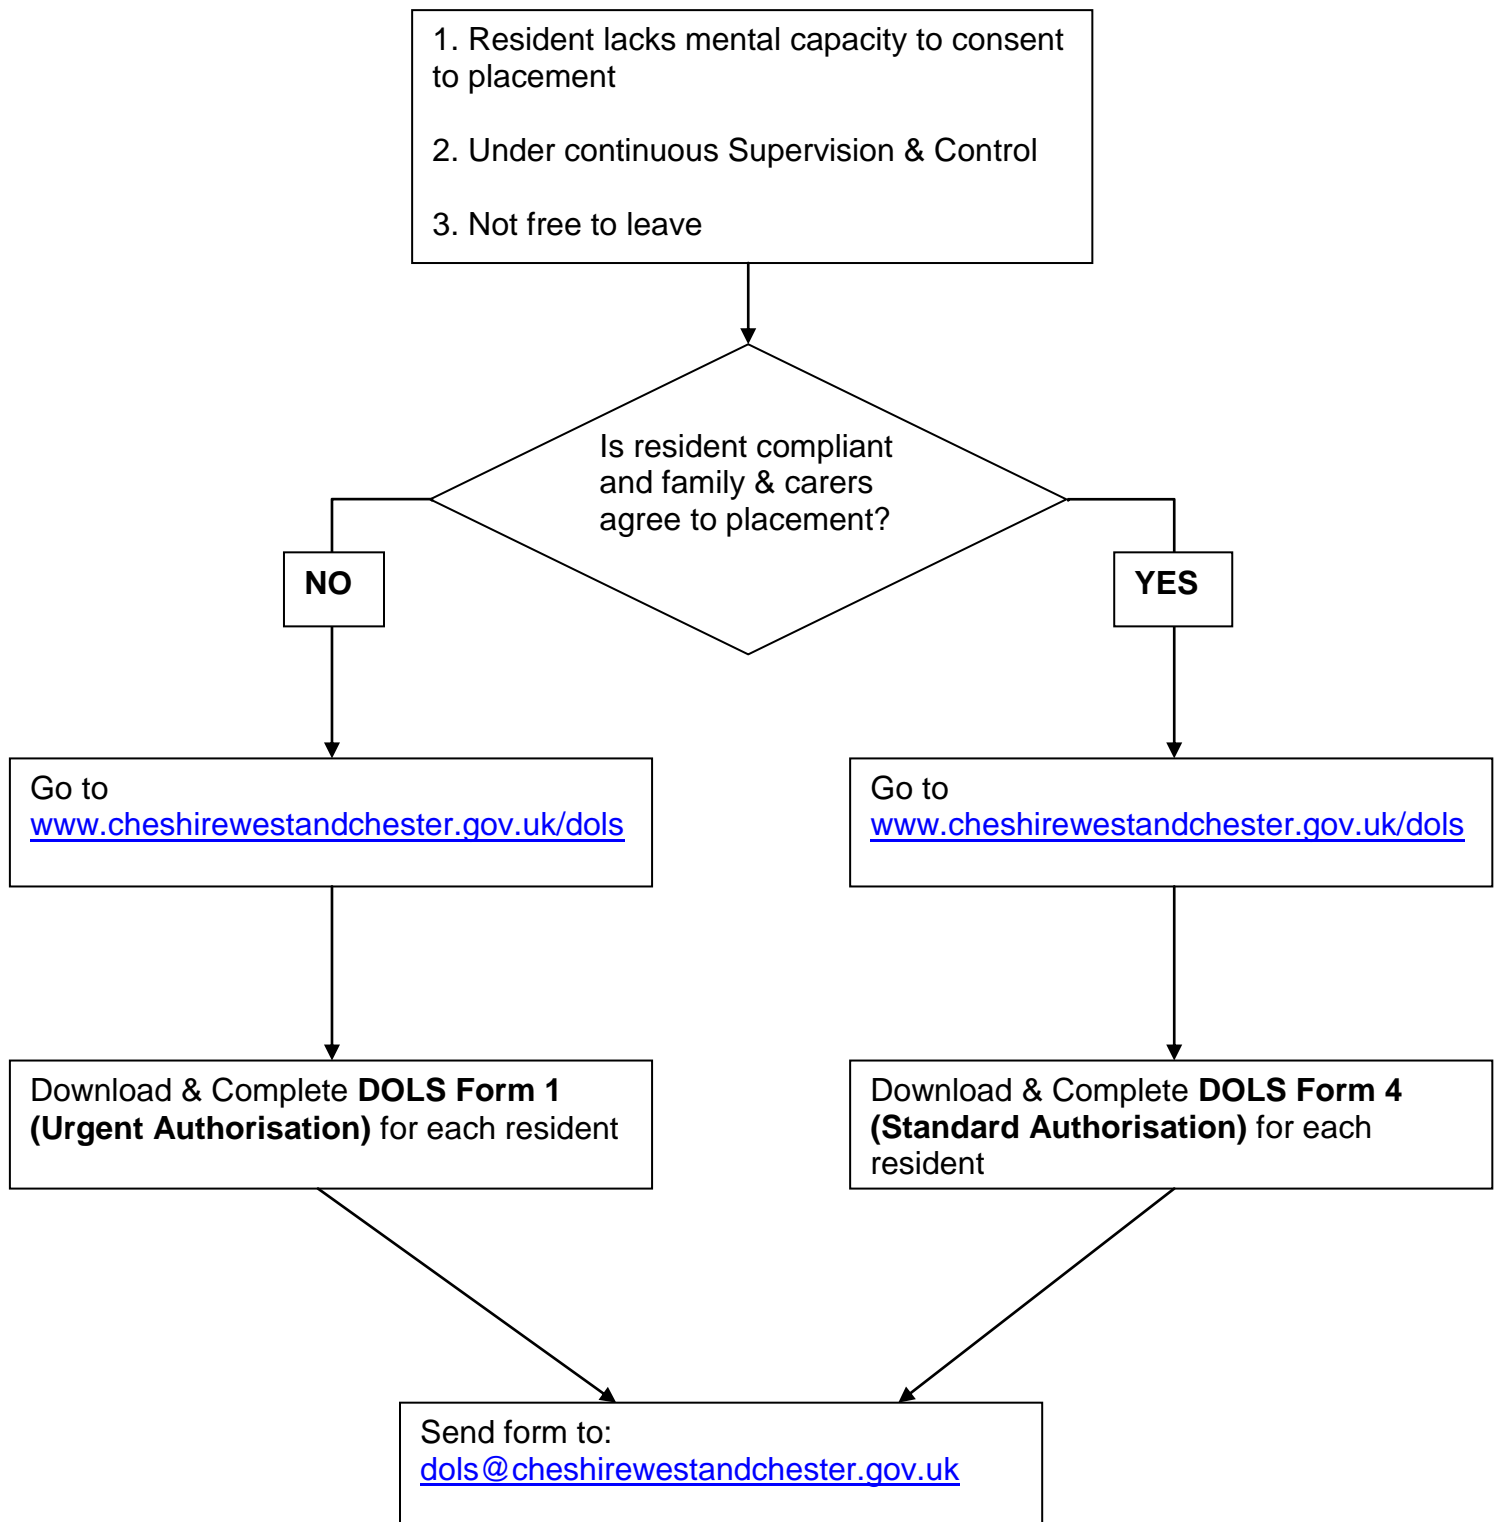 1. Resident lacks mental capacity to consent
to placement
2. Under continuous Supervision & Control
3. Not free to leave
Is resident compliant
and family & carers
agree to placement?
NO
YES
Go to
www.cheshirewestandchester.gov.uk/dols
Go to
www.cheshirewestandchester.gov.uk/dols
Download & Complete DOLS Form 1
(Urgent Authorisation) for each resident
Download & Complete DOLS Form 4
(Standard Authorisation) for each
resident
Send form to:
dols@cheshirewestandchester.gov.uk